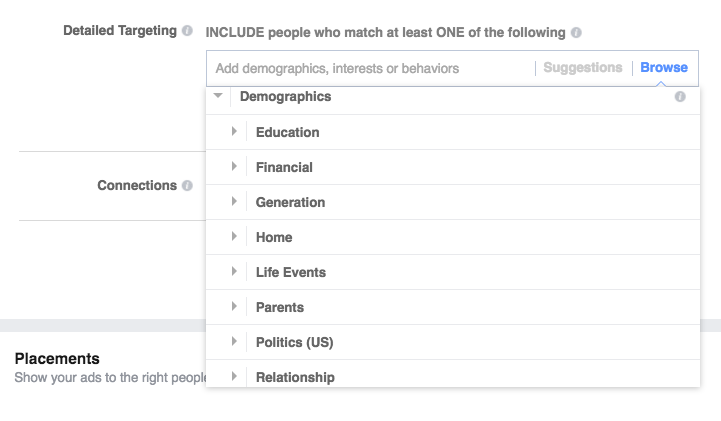 Detailed Targeting
INCLUDE people who match at least ONE of the following
Add demographics, interests or behaviors
Suggestions
Browse
Demographics
Education
Financial
Connections
Generation
Home
Life Events
Parents
Politics (US)
Placements
Show your ads to the right people
Relationship